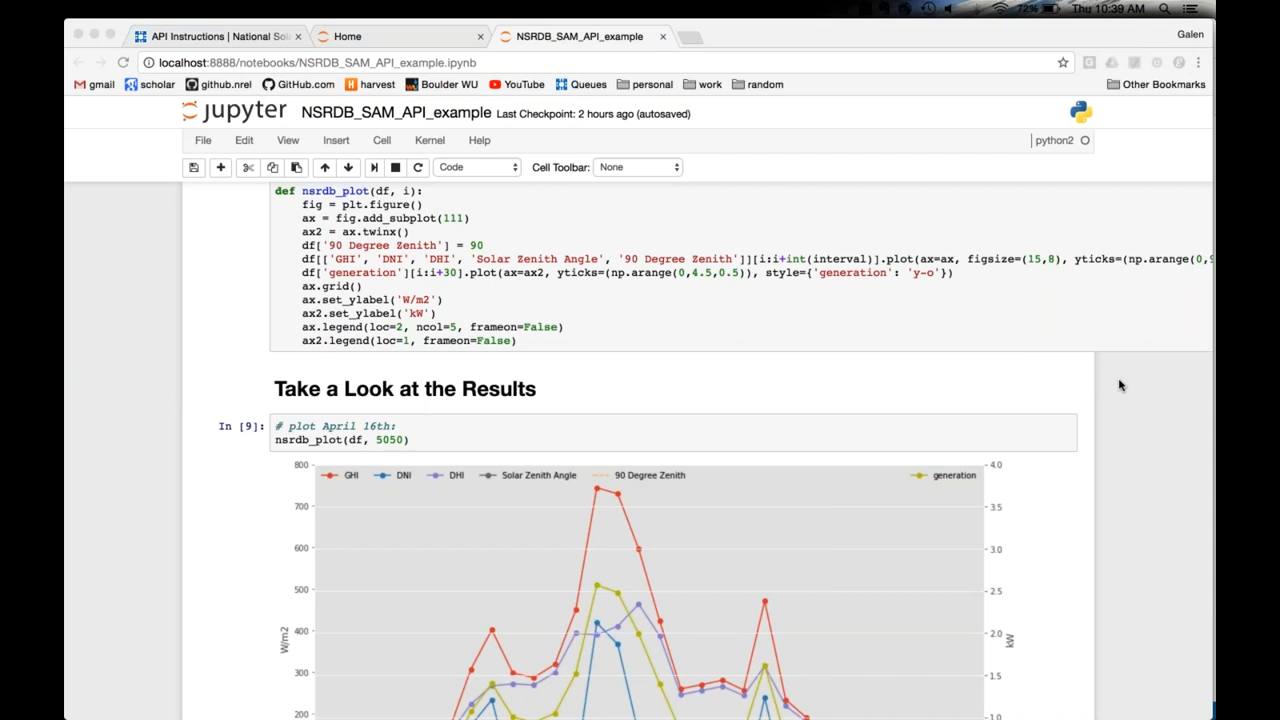 72% Thu 10:39 AM
API Instructions | National Sol
Home
NSRDB_SAM_API_example
Galen
localhost:8888/notebooks/NSRDB_SAM_API_example.ipynb
gmail scholar github.nrel GitHub.com harvest Boulder WU YouTube Queues personal work random Other Bookmarks
jupyter NSRDB_SAM_API_example Last Checkpoint: 2 hours ago (autosaved)
File Edit View Insert Cell Kernel Help python2
Code Cell Toolbar: None
def nsrdb_plot(df, i):
    fig = plt.figure()
    ax = fig.add_subplot(111)
    ax2 = ax.twinx()
    df['90 Degree Zenith'] = 90
    df[['GHI', 'DNI', 'DHI', 'Solar Zenith Angle', '90 Degree Zenith']][i:i+int(interval)].plot(ax=ax, figsize=(15,8), yticks=(np.arange(0,9
    df['generation'][i:i+30].plot(ax=ax2, yticks=(np.arange(0,4.5,0.5)), style={'generation': 'y-o'})
    ax.grid()
    ax.set_ylabel('W/m2')
    ax2.set_ylabel('kW')
    ax.legend(loc=2, ncol=5, frameon=False)
    ax2.legend(loc=1, frameon=False)
Take a Look at the Results
In [9]: # plot April 16th:
nsrdb_plot(df, 5050)
800 GHI DNI DHI Solar Zenith Angle 90 Degree Zenith generation 4.0
700 3.5
600 3.0
500 2.5
400 2.0
W/m2 kW
300 1.5
200 1.0